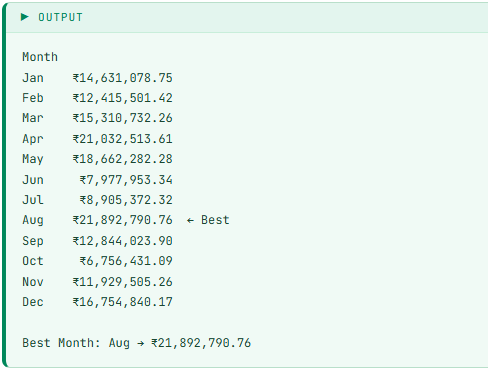 ▶ OUTPUT
Month
Jan    ₹14,631,078.75
Feb    ₹12,415,501.42
Mar    ₹15,310,732.26
Apr    ₹21,032,513.61
May    ₹18,662,282.28
Jun     ₹7,977,953.34
Jul     ₹8,905,372.32
Aug    ₹21,892,790.76  ← Best
Sep    ₹12,844,023.90
Oct     ₹6,756,431.09
Nov    ₹11,929,505.26
Dec    ₹16,754,840.17
Best Month: Aug → ₹21,892,790.76